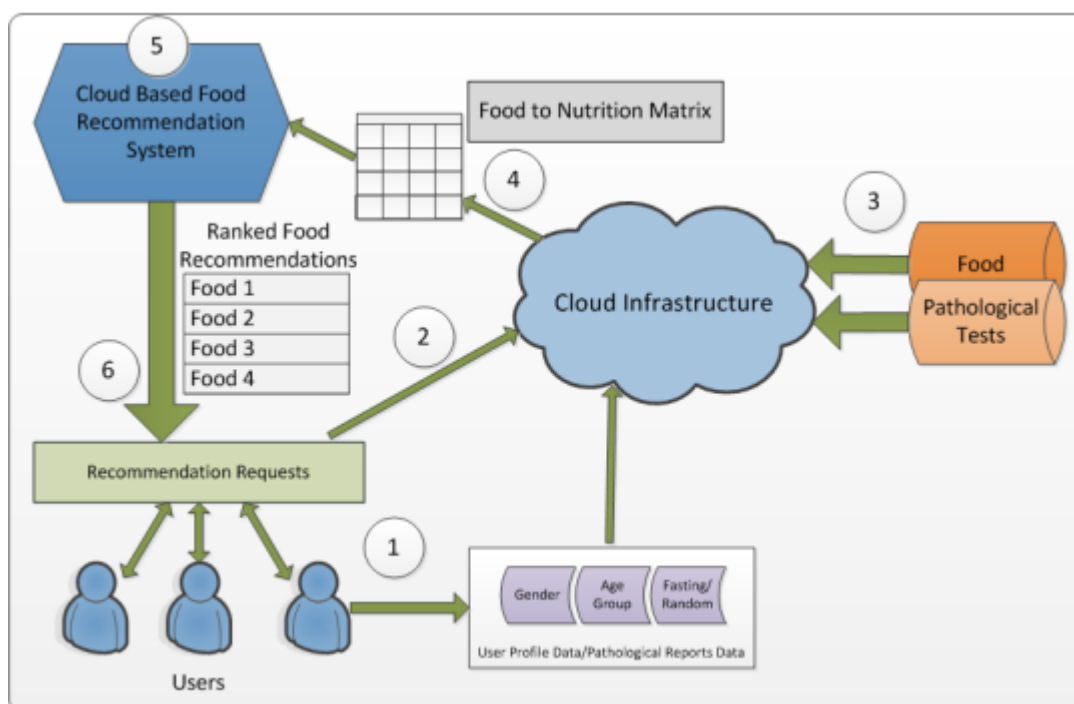 5
Cloud Based Food
Recommendation
System
Food to Nutrition Matrix
4
3
Food
Pathological
Tests
Cloud Infrastructure
Ranked Food
Recommendations
Food 1
Food 2
Food 3
Food 4
2
6
Recommendation Requests
1
Gender
Age
Group
Fasting/
Random
User Profile Data/Pathological Reports Data
Users